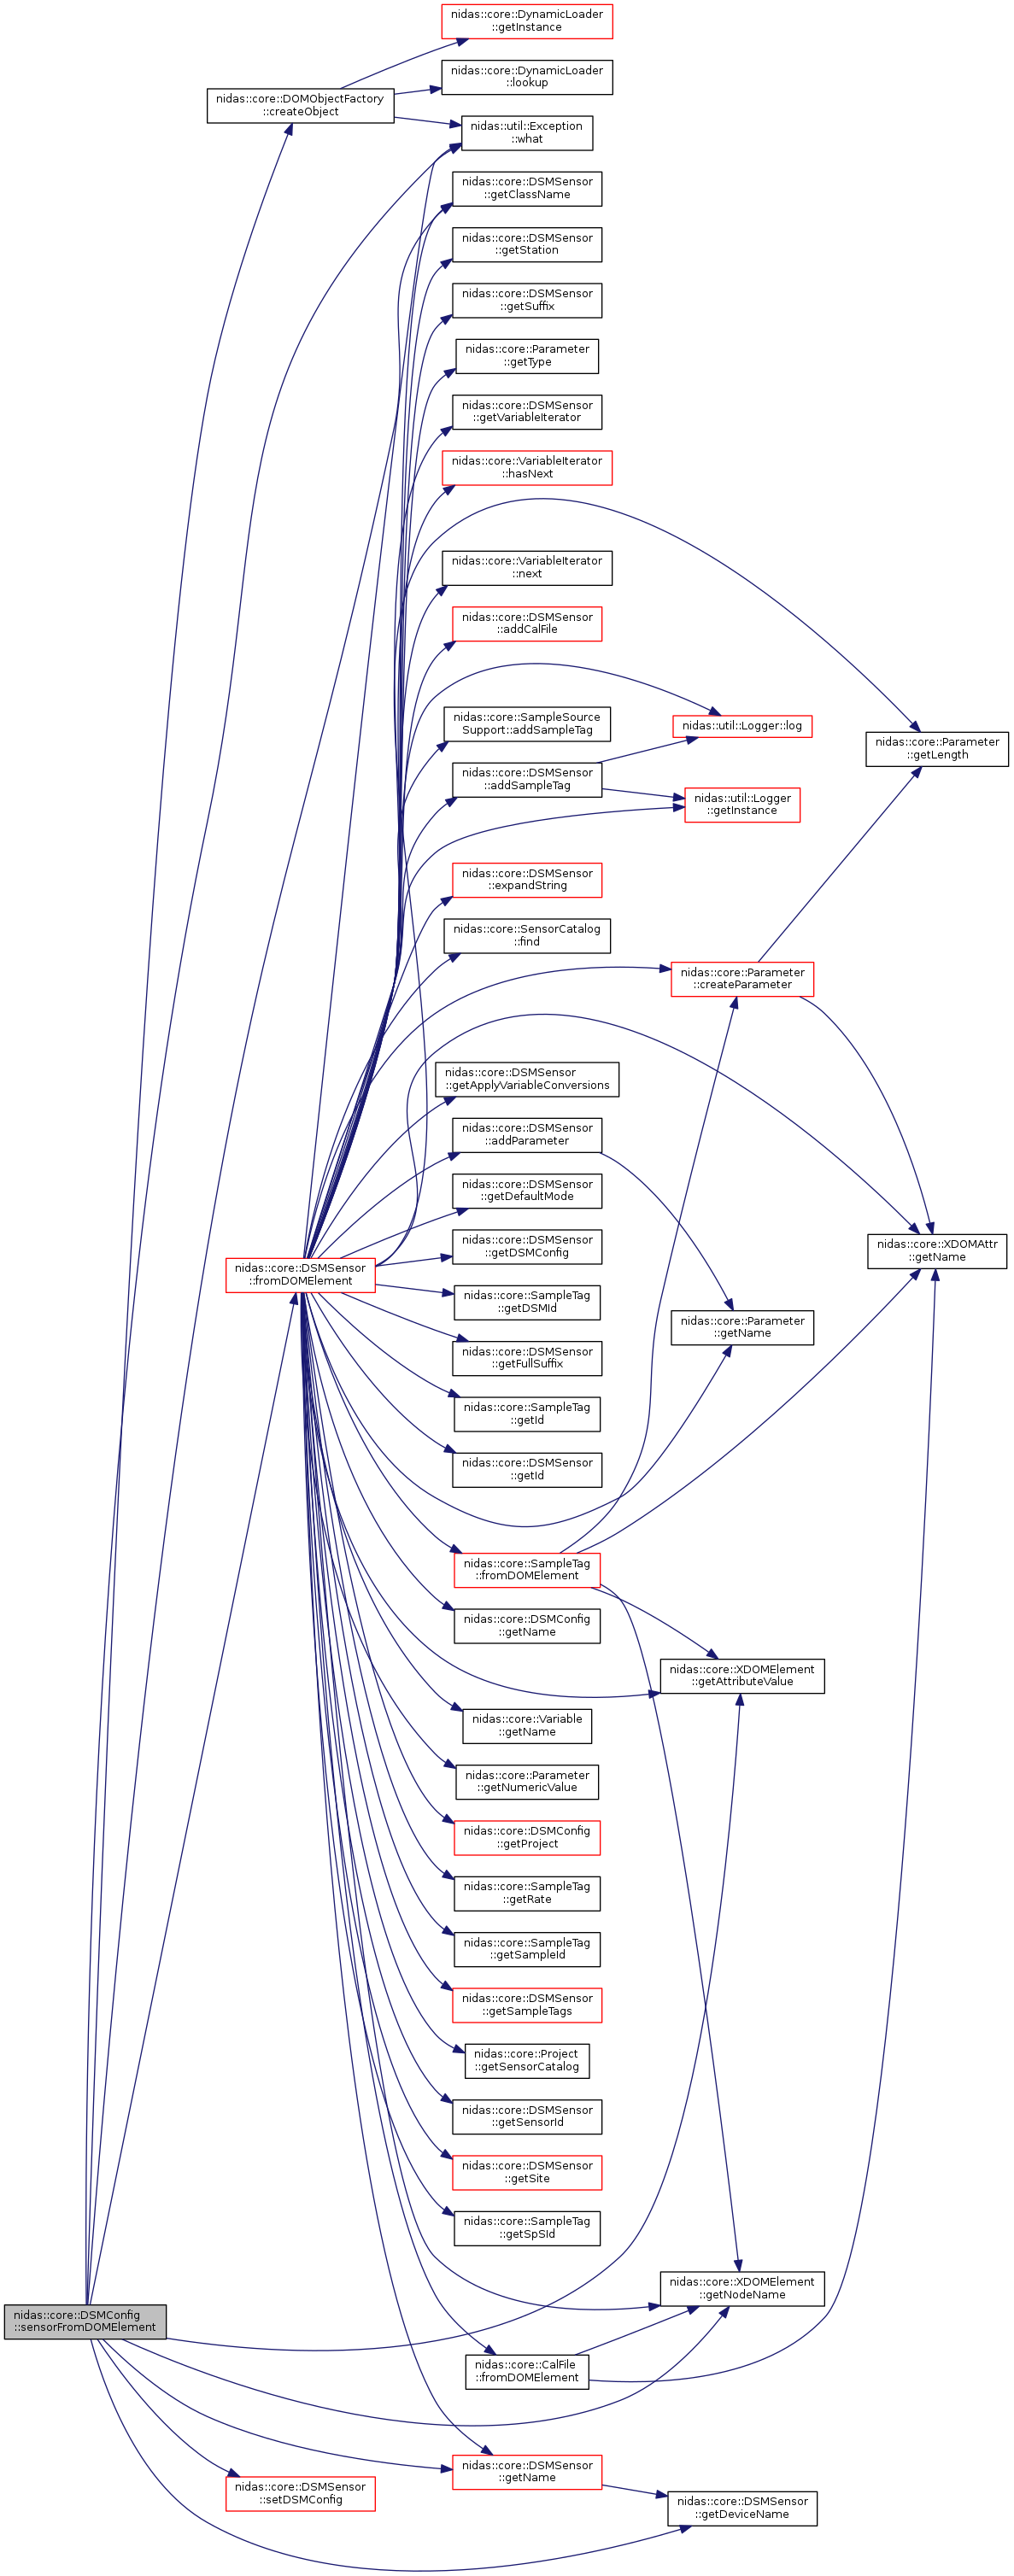 nidas::core::DynamicLoader
::getInstance
nidas::core::DynamicLoader
::lookup
nidas::core::DOMObjectFactory
::createObject
nidas::util::Exception
::what
nidas::core::DSMSensor
::getClassName
nidas::core::DSMSensor
::getStation
nidas::core::DSMSensor
::getSuffix
nidas::core::Parameter
::getType
nidas::core::DSMSensor
::getVariableIterator
nidas::core::VariableIterator
::hasNext
nidas::core::VariableIterator
::next
nidas::core::DSMSensor
::addCalFile
nidas::core::SampleSource
Support::addSampleTag
nidas::util::Logger::log
nidas::core::Parameter
::getLength
nidas::core::DSMSensor
::addSampleTag
nidas::util::Logger
::getInstance
nidas::core::DSMSensor
::expandString
nidas::core::SensorCatalog
::find
nidas::core::Parameter
::createParameter
nidas::core::DSMSensor
::getApplyVariableConversions
nidas::core::DSMSensor
::addParameter
nidas::core::DSMSensor
::getDefaultMode
nidas::core::DSMSensor
::getDSMConfig
nidas::core::XDOMAttr
::getName
nidas::core::DSMSensor
::fromDOMElement
nidas::core::SampleTag
::getDSMId
nidas::core::Parameter
::getName
nidas::core::DSMSensor
::getFullSuffix
nidas::core::SampleTag
::getId
nidas::core::DSMSensor
::getId
nidas::core::SampleTag
::fromDOMElement
nidas::core::DSMConfig
::getName
nidas::core::XDOMElement
::getAttributeValue
nidas::core::Variable
::getName
nidas::core::Parameter
::getNumericValue
nidas::core::DSMConfig
::getProject
nidas::core::SampleTag
::getRate
nidas::core::SampleTag
::getSampleId
nidas::core::DSMSensor
::getSampleTags
nidas::core::Project
::getSensorCatalog
nidas::core::DSMSensor
::getSensorId
nidas::core::DSMSensor
::getSite
nidas::core::SampleTag
::getSpSId
nidas::core::XDOMElement
::getNodeName
nidas::core::DSMConfig
::sensorFromDOMElement
nidas::core::CalFile
::fromDOMElement
nidas::core::DSMSensor
::getName
nidas::core::DSMSensor
::setDSMConfig
nidas::core::DSMSensor
::getDeviceName